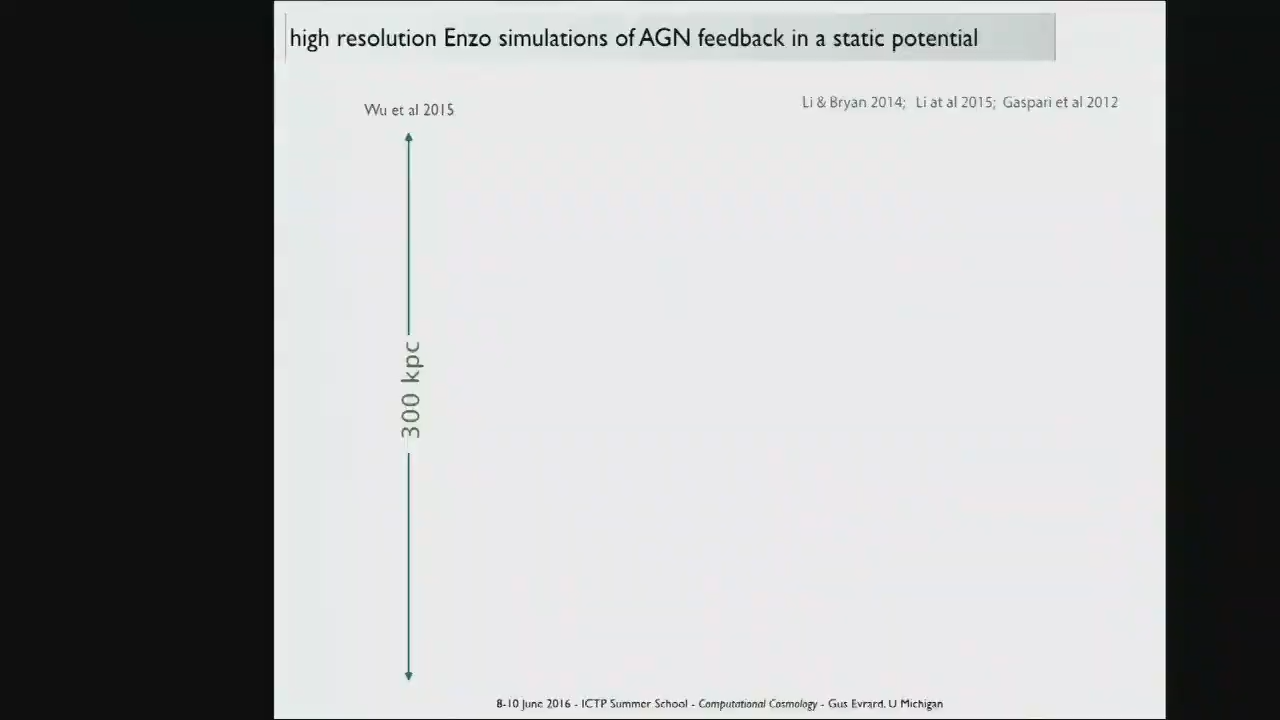 high resolution Enzo simulations of AGN feedback in a static potential
Wu et al 2015
Li & Bryan 2014; Li at al 2015; Gaspari et al 2012
300 kpc
8-10 June 2016 - ICTP Summer School - Computational Cosmology - Gus Evrard, U Michigan